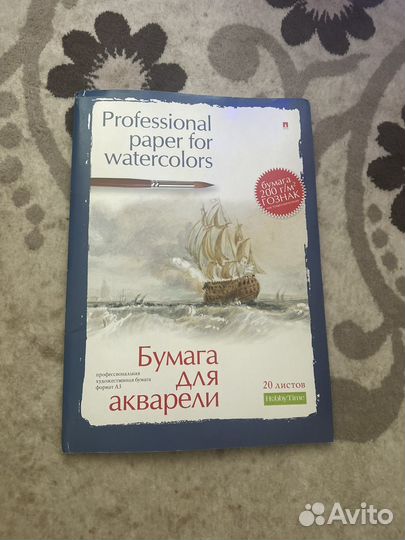 Professional
paper for
watercolors
бумага
200 г/м²
ГОЗНАК
Бумага
для
акварели
профессиональная
художественная бумага
формат А3
20 листов
HobbyTime
Avito